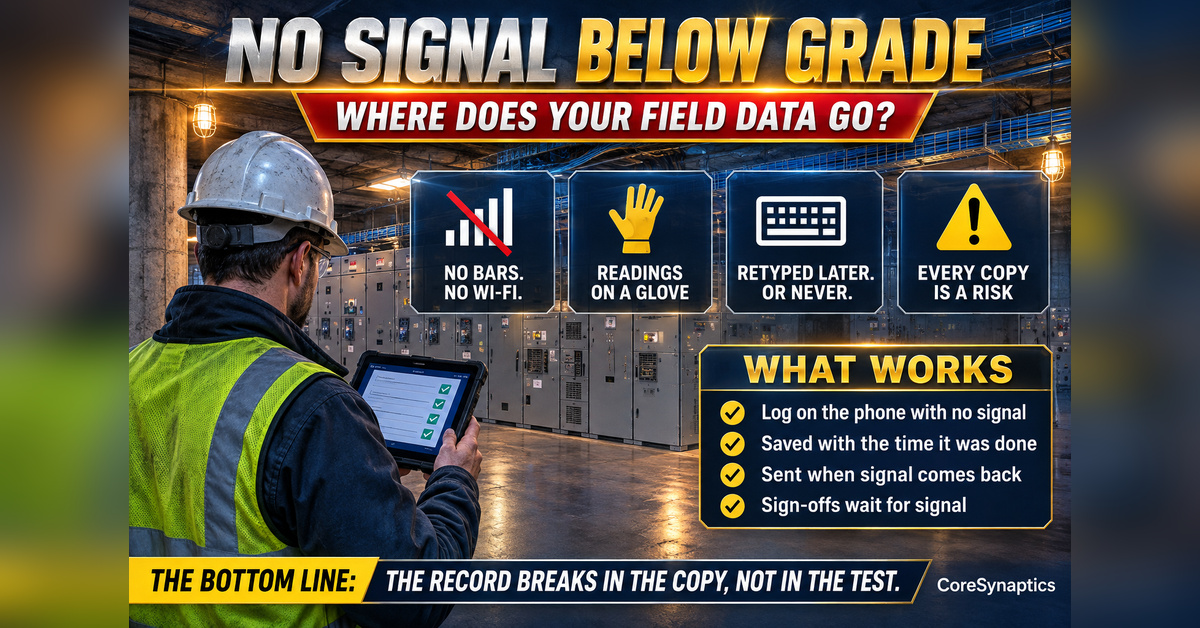 NO SIGNAL BELOW GRADE
WHERE DOES YOUR FIELD DATA GO?
NO BARS.
NO WI-FI.
READINGS
ON A GLOVE
RETYPED LATER.
OR NEVER.
EVERY COPY
IS A RISK
WHAT WORKS
Log on the phone with no signal
Saved with the time it was done
Sent when signal comes back
Sign-offs wait for signal
THE BOTTOM LINE: THE RECORD BREAKS IN THE COPY, NOT IN THE TEST.
CoreSynaptics